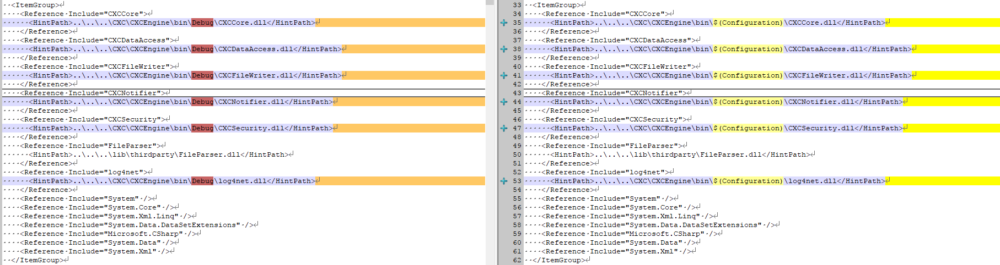 <ItemGroup>
<Reference Include="CXCCore">
<HintPath>..\..\..\CXC\CXCEngine\bin\Debug\CXCCore.dll</HintPath>
</Reference>
<Reference Include="CXCDataAccess">
<HintPath>..\..\..\CXC\CXCEngine\bin\Debug\CXCDataAccess.dll</HintPath>
</Reference>
<Reference Include="CXCFileWriter">
<HintPath>..\..\..\CXC\CXCEngine\bin\Debug\CXCFileWriter.dll</HintPath>
</Reference>
<Reference Include="CXCNotifier">
<HintPath>..\..\..\CXC\CXCEngine\bin\Debug\CXCNotifier.dll</HintPath>
</Reference>
<Reference Include="CXCSecurity">
<HintPath>..\..\..\CXC\CXCEngine\bin\Debug\CXCSecurity.dll</HintPath>
</Reference>
<Reference Include="FileParser">
<HintPath>..\..\..\lib\thirdparty\FileParser.dll</HintPath>
</Reference>
<Reference Include="log4net">
<HintPath>..\..\..\CXC\CXCEngine\bin\Debug\log4net.dll</HintPath>
</Reference>
<Reference Include="System" />
<Reference Include="System.Core" />
<Reference Include="System.Xml.Linq" />
<Reference Include="System.Data.DataSetExtensions" />
<Reference Include="Microsoft.CSharp" />
<Reference Include="System.Data" />
<Reference Include="System.Xml" />
</ItemGroup>
33 <ItemGroup>
34 <Reference Include="CXCCore">
35 <HintPath>..\..\..\CXC\CXCEngine\bin\$(Configuration)\CXCCore.dll</HintPath>
36 </Reference>
37 <Reference Include="CXCDataAccess">
38 <HintPath>..\..\..\CXC\CXCEngine\bin\$(Configuration)\CXCDataAccess.dll</HintPath>
39 </Reference>
40 <Reference Include="CXCFileWriter">
41 <HintPath>..\..\..\CXC\CXCEngine\bin\$(Configuration)\CXCFileWriter.dll</HintPath>
42 </Reference>
43 <Reference Include="CXCNotifier">
44 <HintPath>..\..\..\CXC\CXCEngine\bin\$(Configuration)\CXCNotifier.dll</HintPath>
45 </Reference>
46 <Reference Include="CXCSecurity">
47 <HintPath>..\..\..\CXC\CXCEngine\bin\$(Configuration)\CXCSecurity.dll</HintPath>
48 </Reference>
49 <Reference Include="FileParser">
50 <HintPath>..\..\..\lib\thirdparty\FileParser.dll</HintPath>
51 </Reference>
52 <Reference Include="log4net">
53 <HintPath>..\..\..\CXC\CXCEngine\bin\$(Configuration)\log4net.dll</HintPath>
54 </Reference>
55 <Reference Include="System" />
56 <Reference Include="System.Core" />
57 <Reference Include="System.Xml.Linq" />
58 <Reference Include="System.Data.DataSetExtensions" />
59 <Reference Include="Microsoft.CSharp" />
60 <Reference Include="System.Data" />
61 <Reference Include="System.Xml" />
62 </ItemGroup>